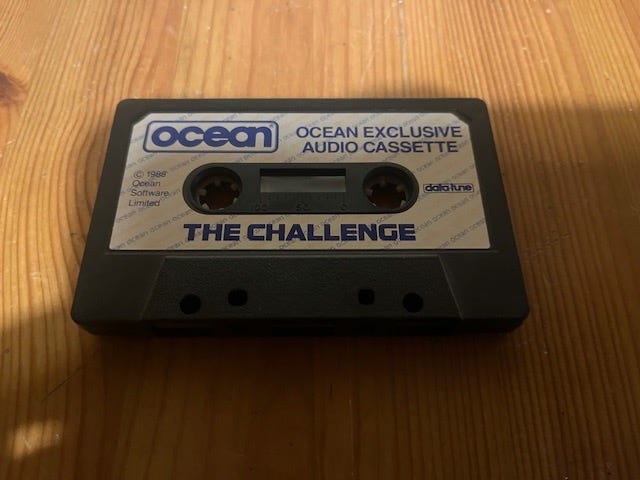 ocean
OCEAN EXCLUSIVE
AUDIO CASSETTE
© 1988
Ocean
Software
Limited
data-tune
100 50 0
THE CHALLENGE